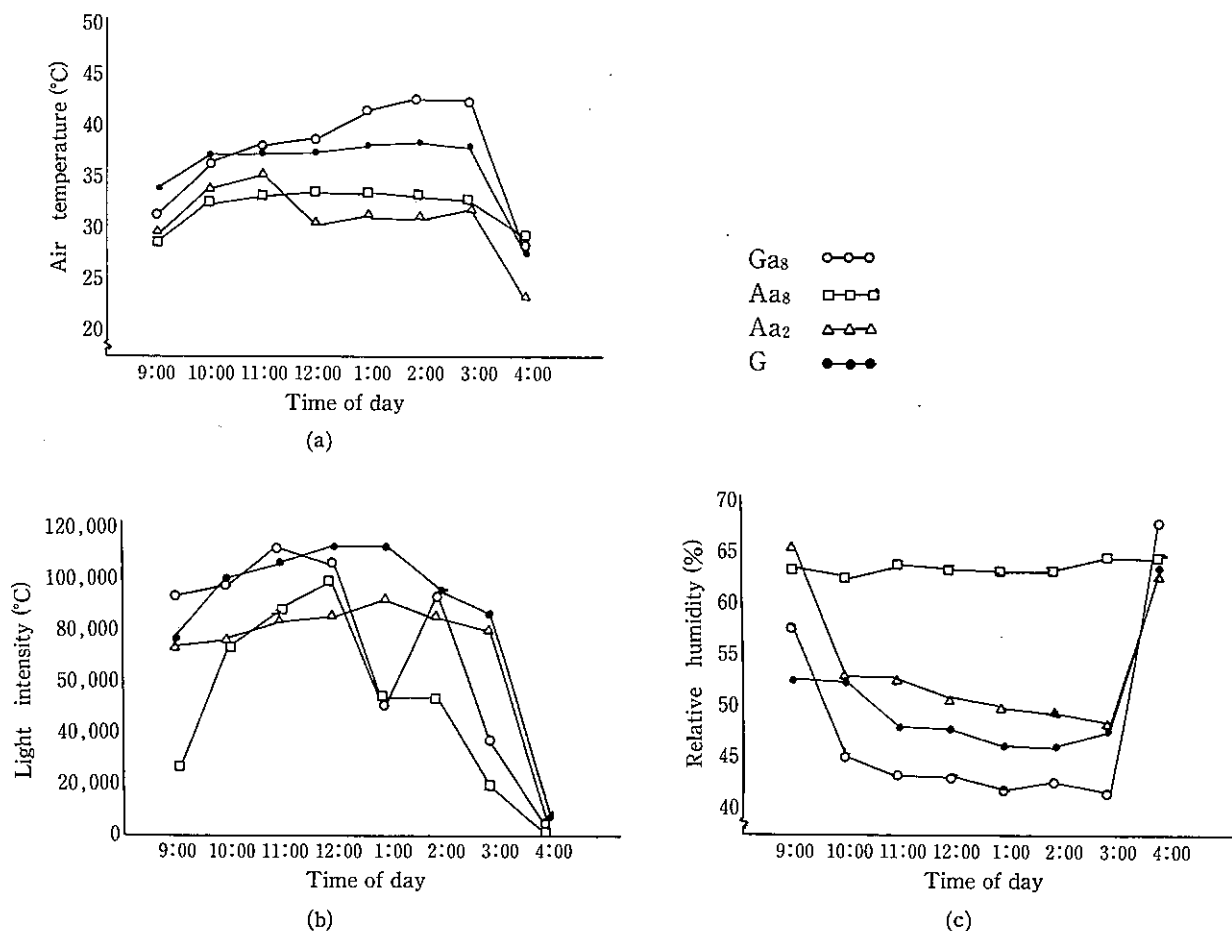 50
45
40
35
30
25
20
Air temperature (°C)
9:00 10:00 11:00 12:00 1:00 2:00 3:00 4:00
Time of day
(a)
Ga₈
Aa₈
Aa₂
G
120,000
100,000
80,000
50,000
40,000
20,000
0
Light intensity (°C)
9:00 10:00 11:00 12:00 1:00 2:00 3:00 4:00
Time of day
(b)
70
65
60
55
50
45
40
Relative humidity (%)
9:00 10:00 11:00 12:00 1:00 2:00 3:00 4:00
Time of day
(c)